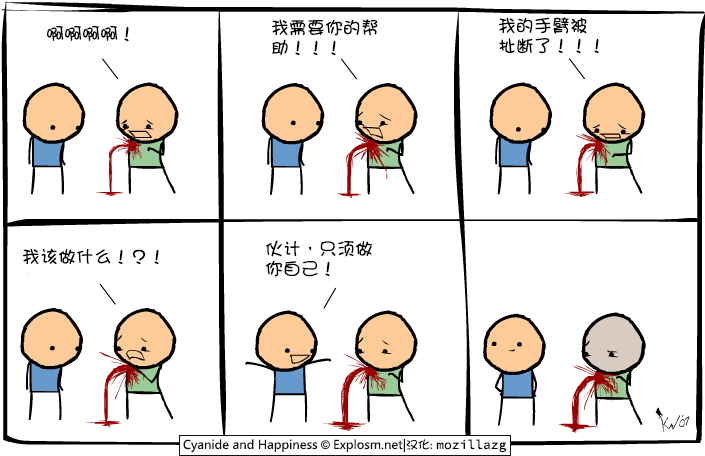 啊啊啊啊！
我需要你的帮
助！！！
我的手臂被
扯断了！！！
我该做什么！？！
伙计，只须做
你自己！
KW07
Cyanide and Happiness © Explosm.net|汉化: mozillazg